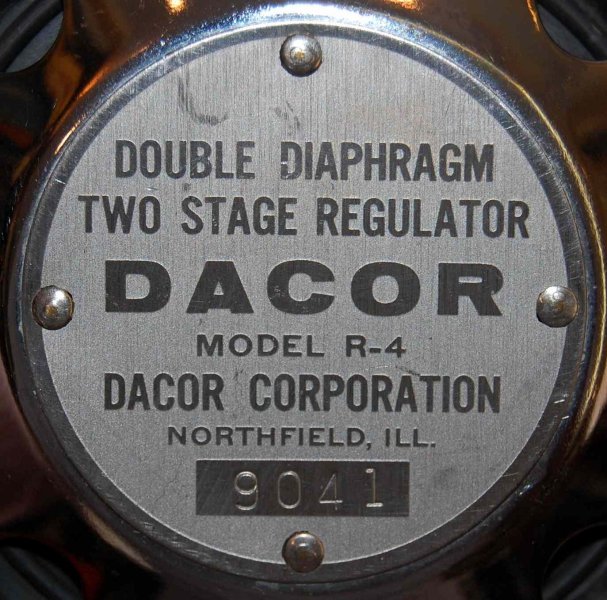 DOUBLE DIAPHRAGM
TWO STAGE REGULATOR
DACOR
MODEL R-4
DACOR CORPORATION
NORTHFIELD, ILL.
9041